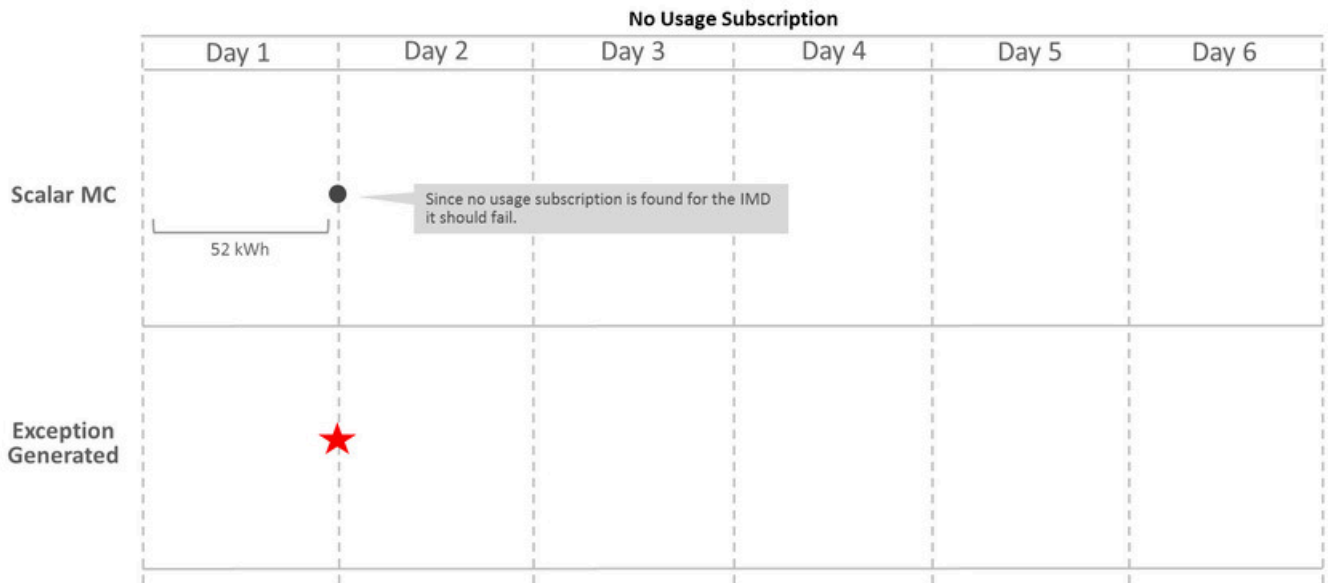 No Usage Subscription
Day 1 Day 2 Day 3 Day 4 Day 5 Day 6
Scalar MC
Since no usage subscription is found for the IMD
it should fail.
52 kWh
Exception
Generated